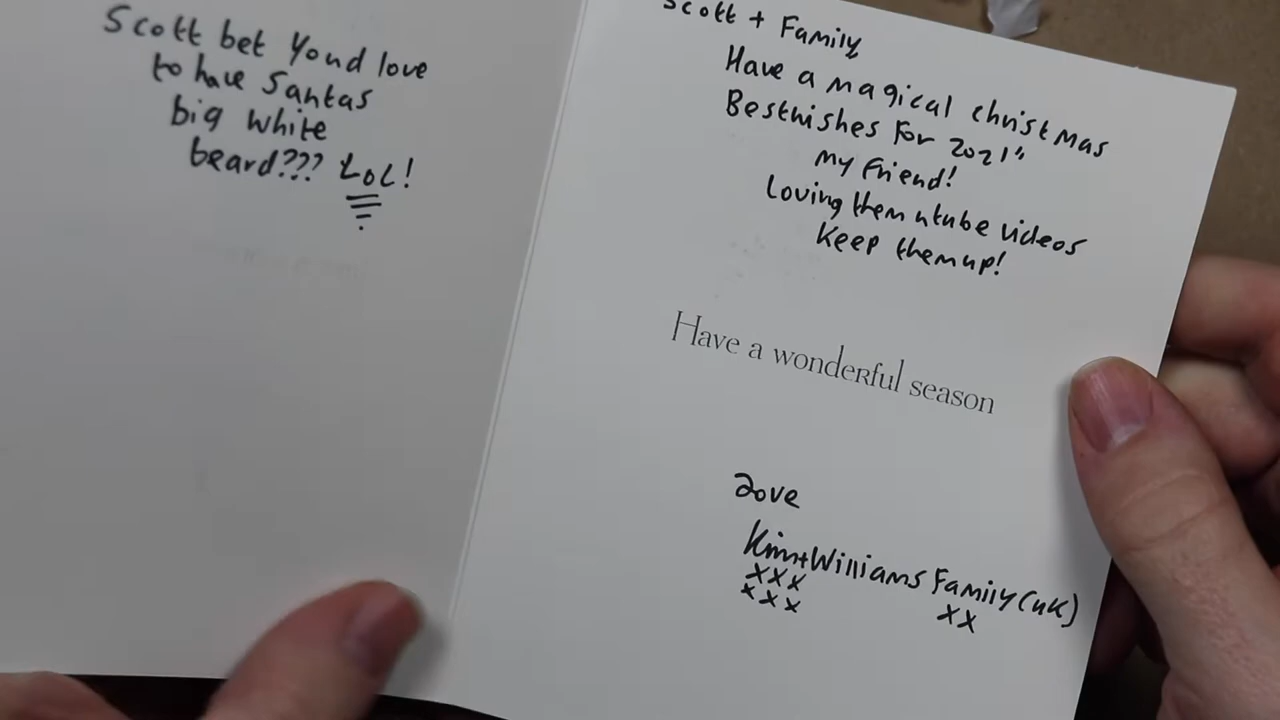 Scott bet Yound love
to have Santas
big white
beard??? LOL!
Scott + Family
Have a magical christmas
Bestwishes For 2021"
my Friend!
Loving them utube videos
Keep them up!
Have a wonderful season
Love
Kim+Williams Family (UK)
xxx
xxx
xx